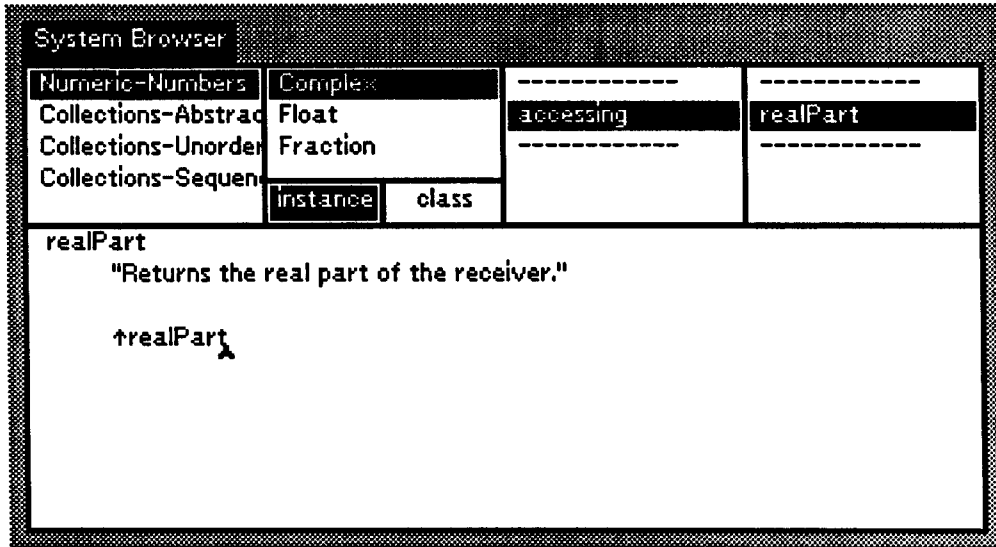 System Browser
Numeric-Numbers
Collections-Abstrac
Collections-Unorder
Collections-Sequen
Complex
Float
Fraction
instance class
-------------
accessing
-------------
-------------
realPart
-------------
realPart
"Returns the real part of the receiver."
↑realPart